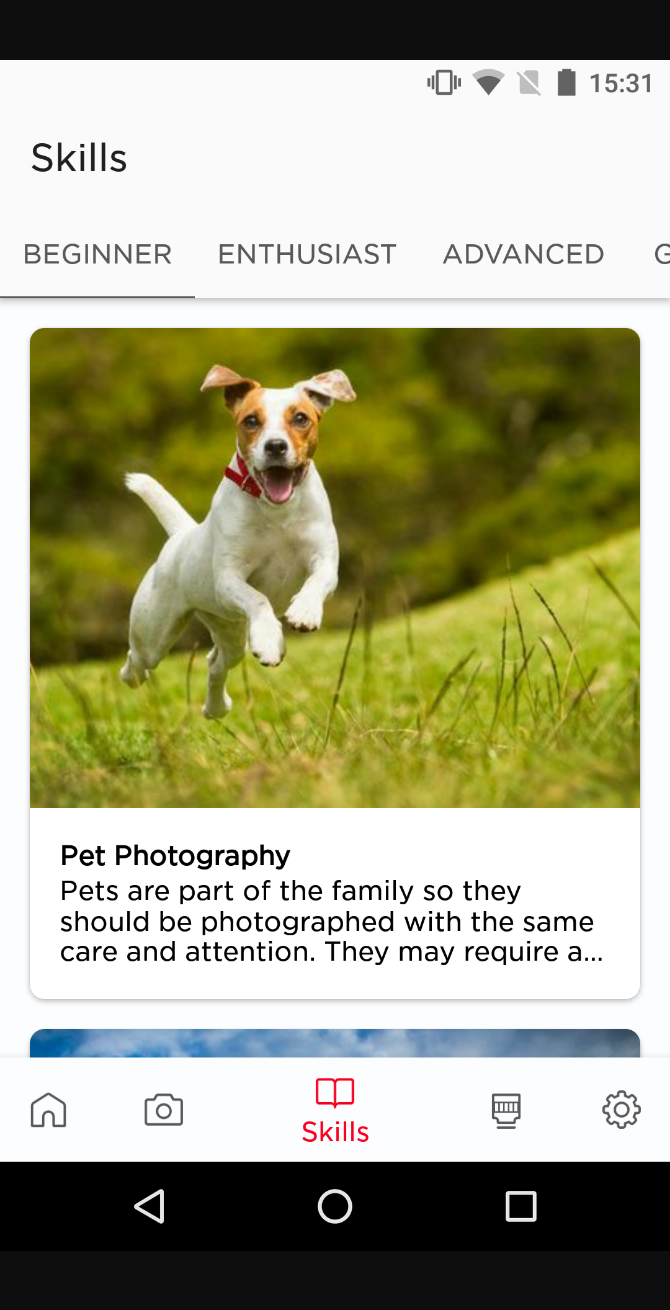 15:31
Skills
BEGINNER ENTHUSIAST ADVANCED
Pet Photography
Pets are part of the family so they
should be photographed with the same
care and attention. They may require a...
Skills